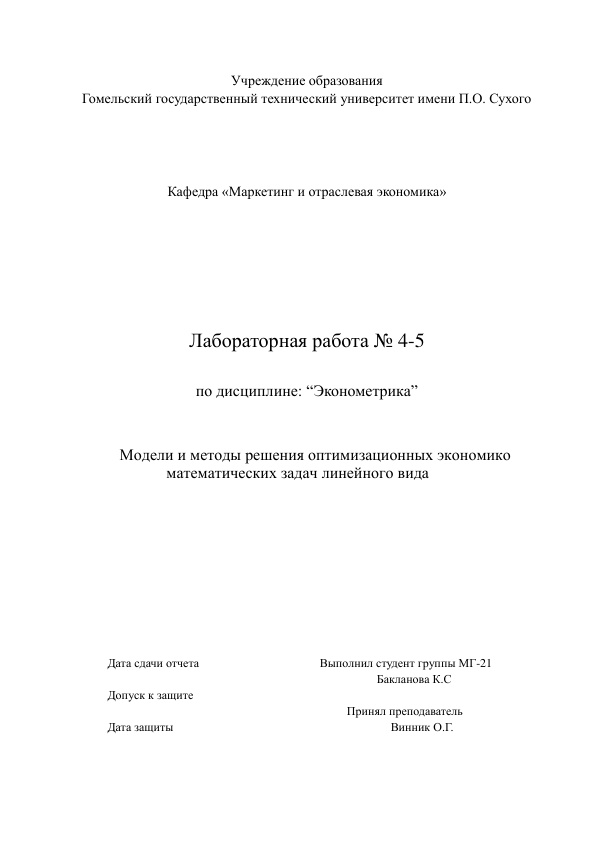 Учреждение образования
Гомельский государственный технический университет имени П.О. Сухого
Кафедра «Маркетинг и отраслевая экономика»
Лабораторная работа № 4-5
по дисциплине: “Эконометрика”
Модели и методы решения оптимизационных экономико
математических задач линейного вида
Дата сдачи отчета Выполнил студент группы МГ-21
Бакланова К.С
Допуск к защите
Принял преподаватель
Дата защиты Винник О.Г.